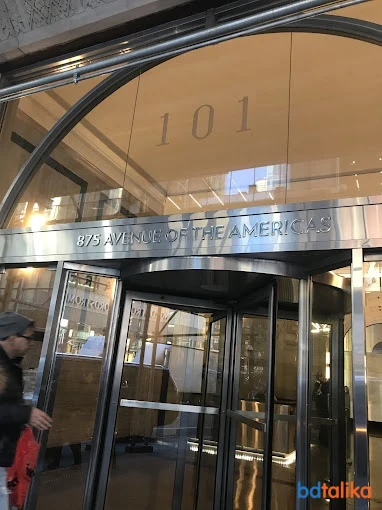 101
875 AVENUE OF THE AMERICAS
bdtalika